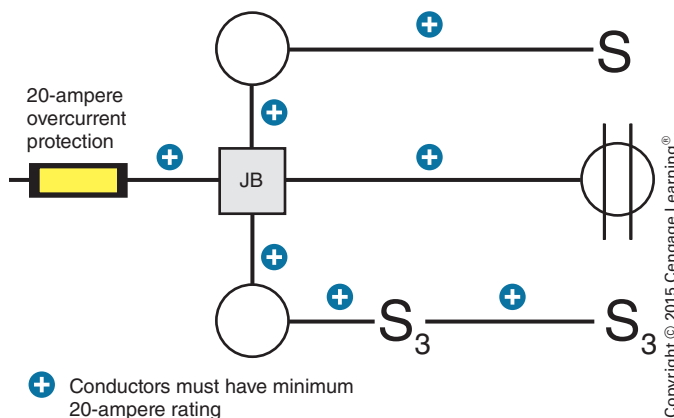 S
20-ampere
overcurrent
protection
JB
S3 S3
Conductors must have minimum
20-ampere rating
Copyright © 2015 Cengage Learning®